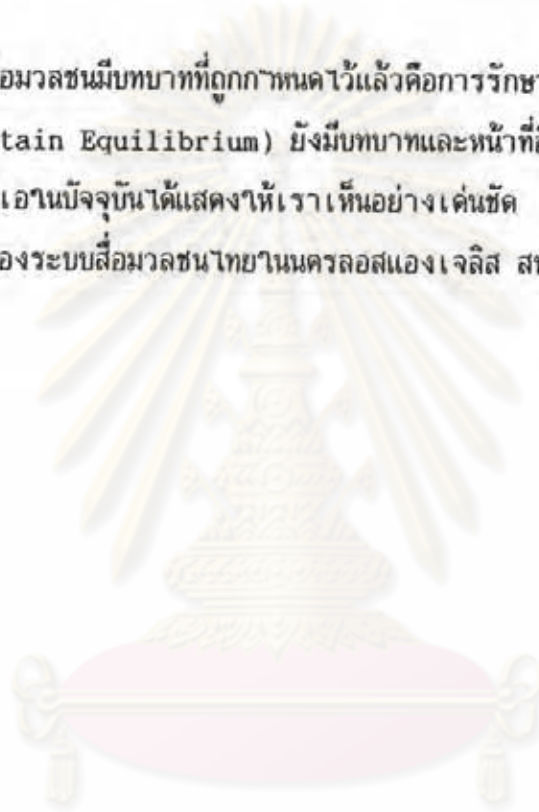 อมวลชนมีบทบาทที่ถูกกำหนดไว้แล้วคือการรักษา
tain Equilibrium) ยังมีบทบาทและหน้าที่อ
เอในปัจจุบันได้แสดงให้เราเห็นอย่างเด่นชัด
องระบบสื่อมวลชนไทยในนครลอสแองเจลิส สห